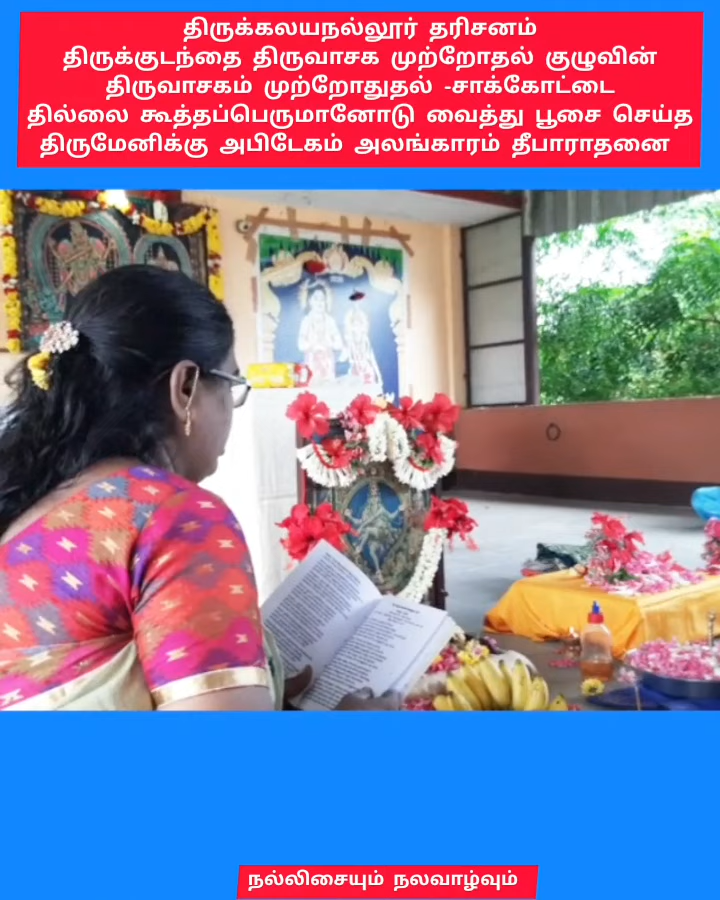 திருக்கலயநல்லூர் தரிசனம்
திருக்குடந்தை திருவாசக முற்றோதல் குழுவின்
திருவாசகம் முற்றோதுதல் -சாக்கோட்டை
தில்லை கூத்தப்பெருமானோடு வைத்து பூசை செய்த
திருமேனிக்கு அபிடேகம் அலங்காரம் தீபாராதனை
நல்லிசையும் நலவாழ்வும்